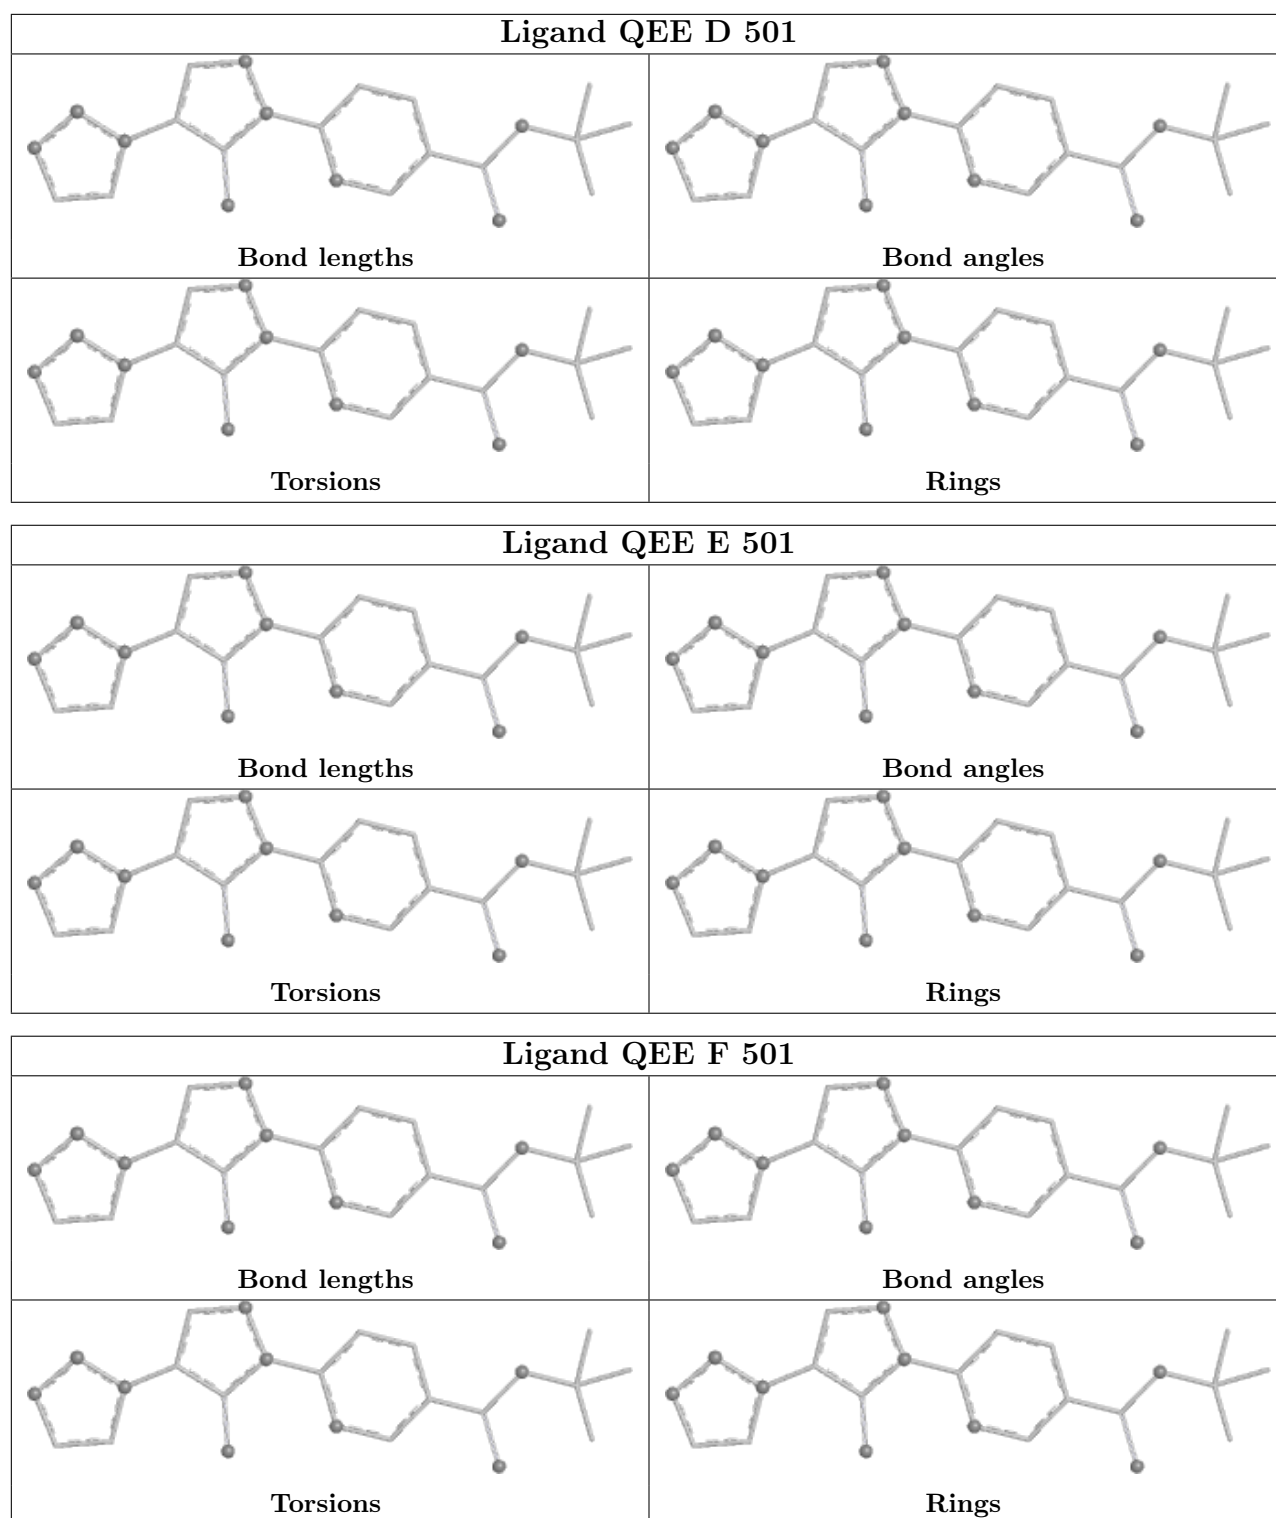 Ligand QEE D 501
Bond lengths
Bond angles
Torsions
Rings
Ligand QEE E 501
Bond lengths
Bond angles
Torsions
Rings
Ligand QEE F 501
Bond lengths
Bond angles
Torsions
Rings